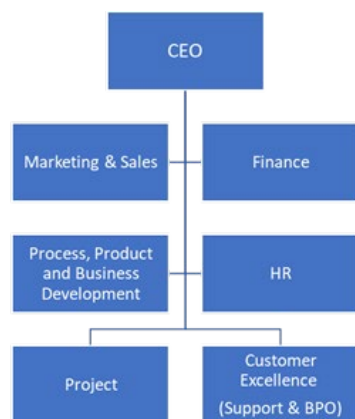 CEO
Marketing & Sales
Finance
Process, Product
and Business
Development
HR
Project
Customer
Excellence
(Support & BPO)